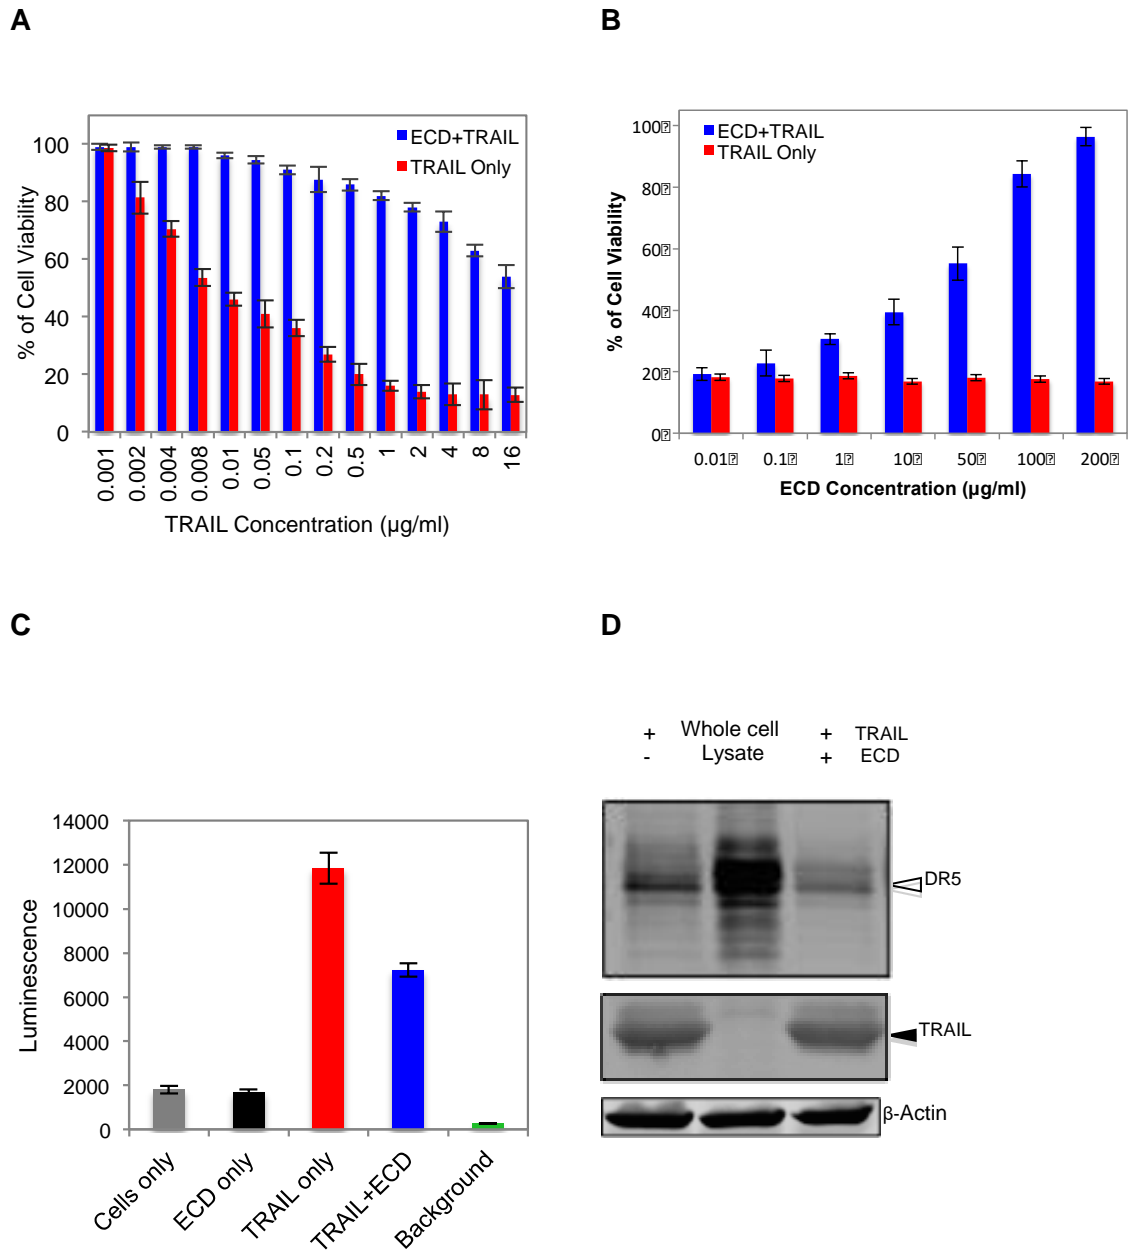 A
B
ECD+TRAIL
TRAIL Only
100
80
60
40
20
0
% of Cell Viability
0.001
0.002
0.004
0.008
0.01
0.05
0.1
0.2
0.5
1
2
4
8
16
TRAIL Concentration (µg/ml)
ECD+TRAIL
TRAIL Only
100
80
60
40
20
0
% of Cell Viability
0.01
0.1
1
10
50
100
200
ECD Concentration (µg/ml)
C
D
14000
12000
10000
8000
6000
4000
2000
0
Luminescence
Cells only
ECD only
TRAIL only
TRAIL+ECD
Background
+ Whole cell + TRAIL
- Lysate + ECD
DR5
TRAIL
β-Actin